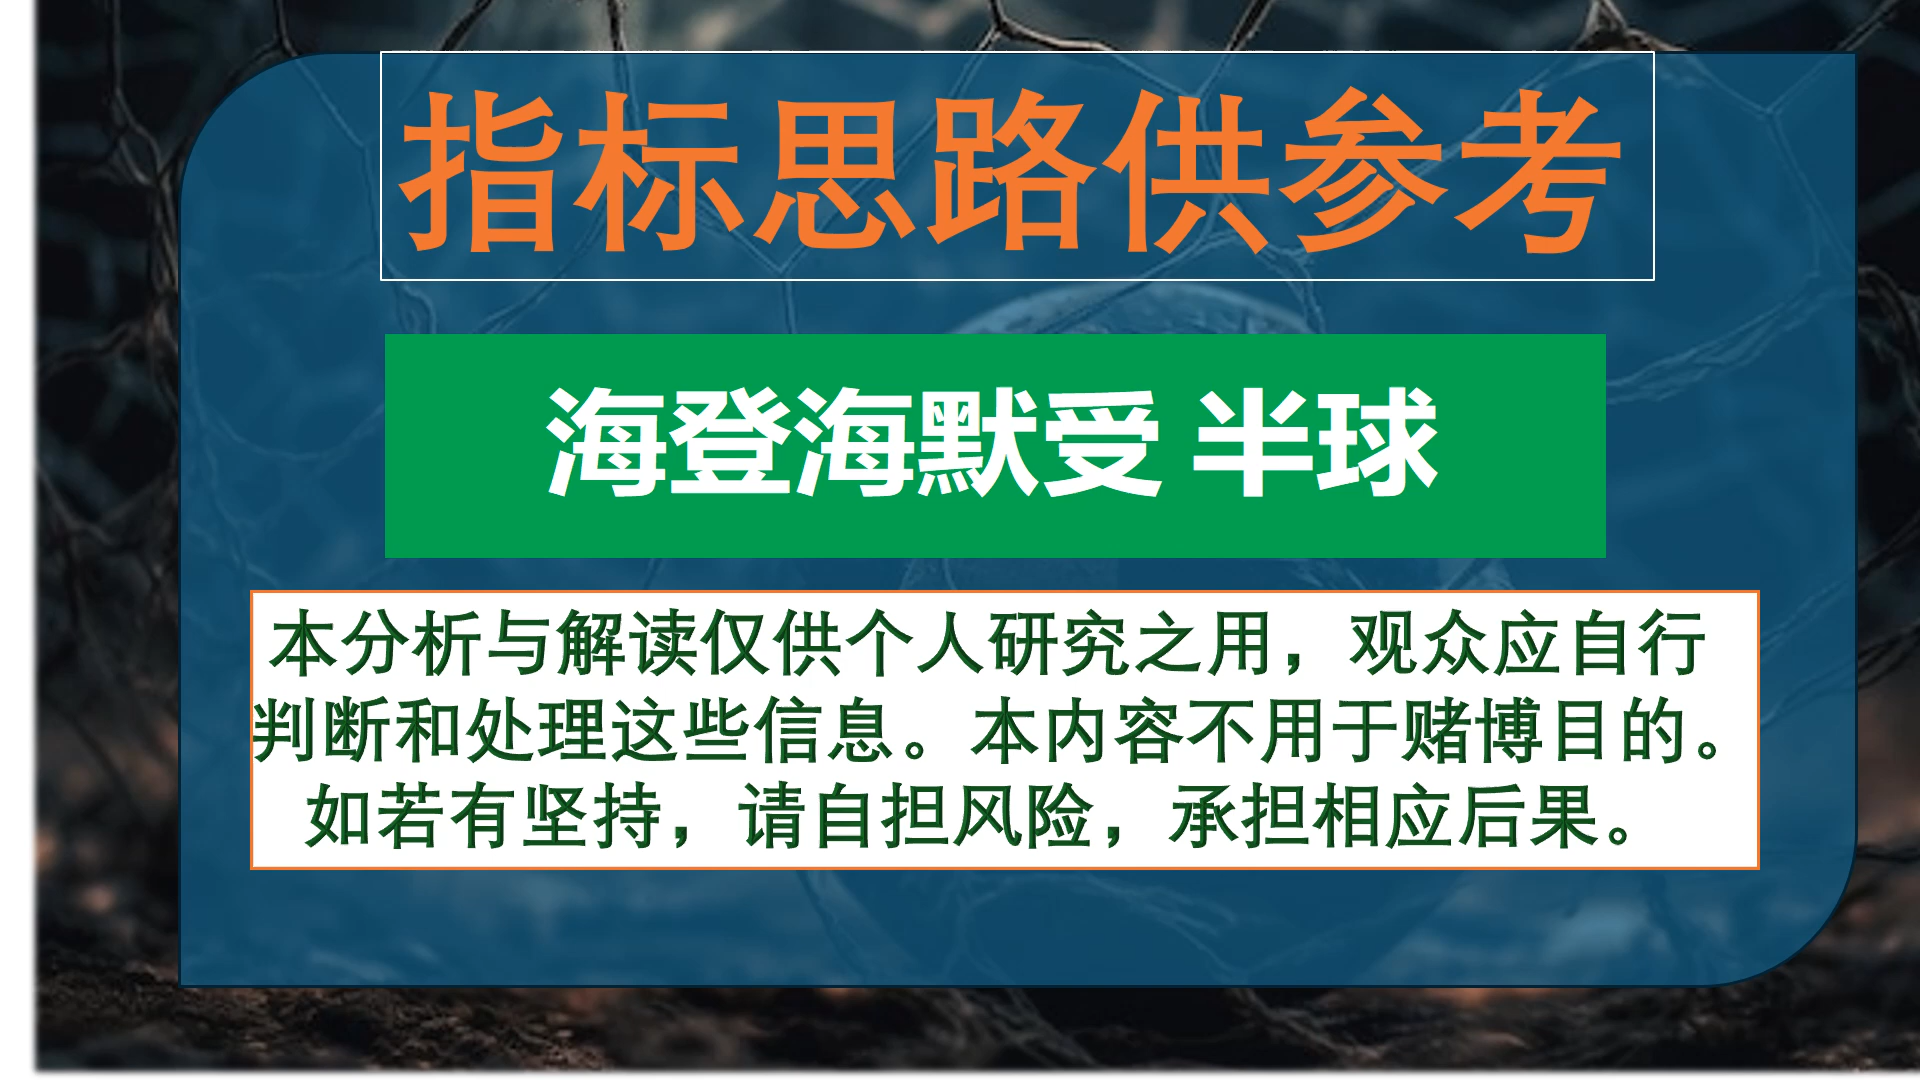 指标思路供参考
海登海默受 半球
本分析与解读仅供个人研究之用，观众应自行
判断和处理这些信息。本内容不用于赌博目的。
如若有坚持，请自担风险，承担相应后果。